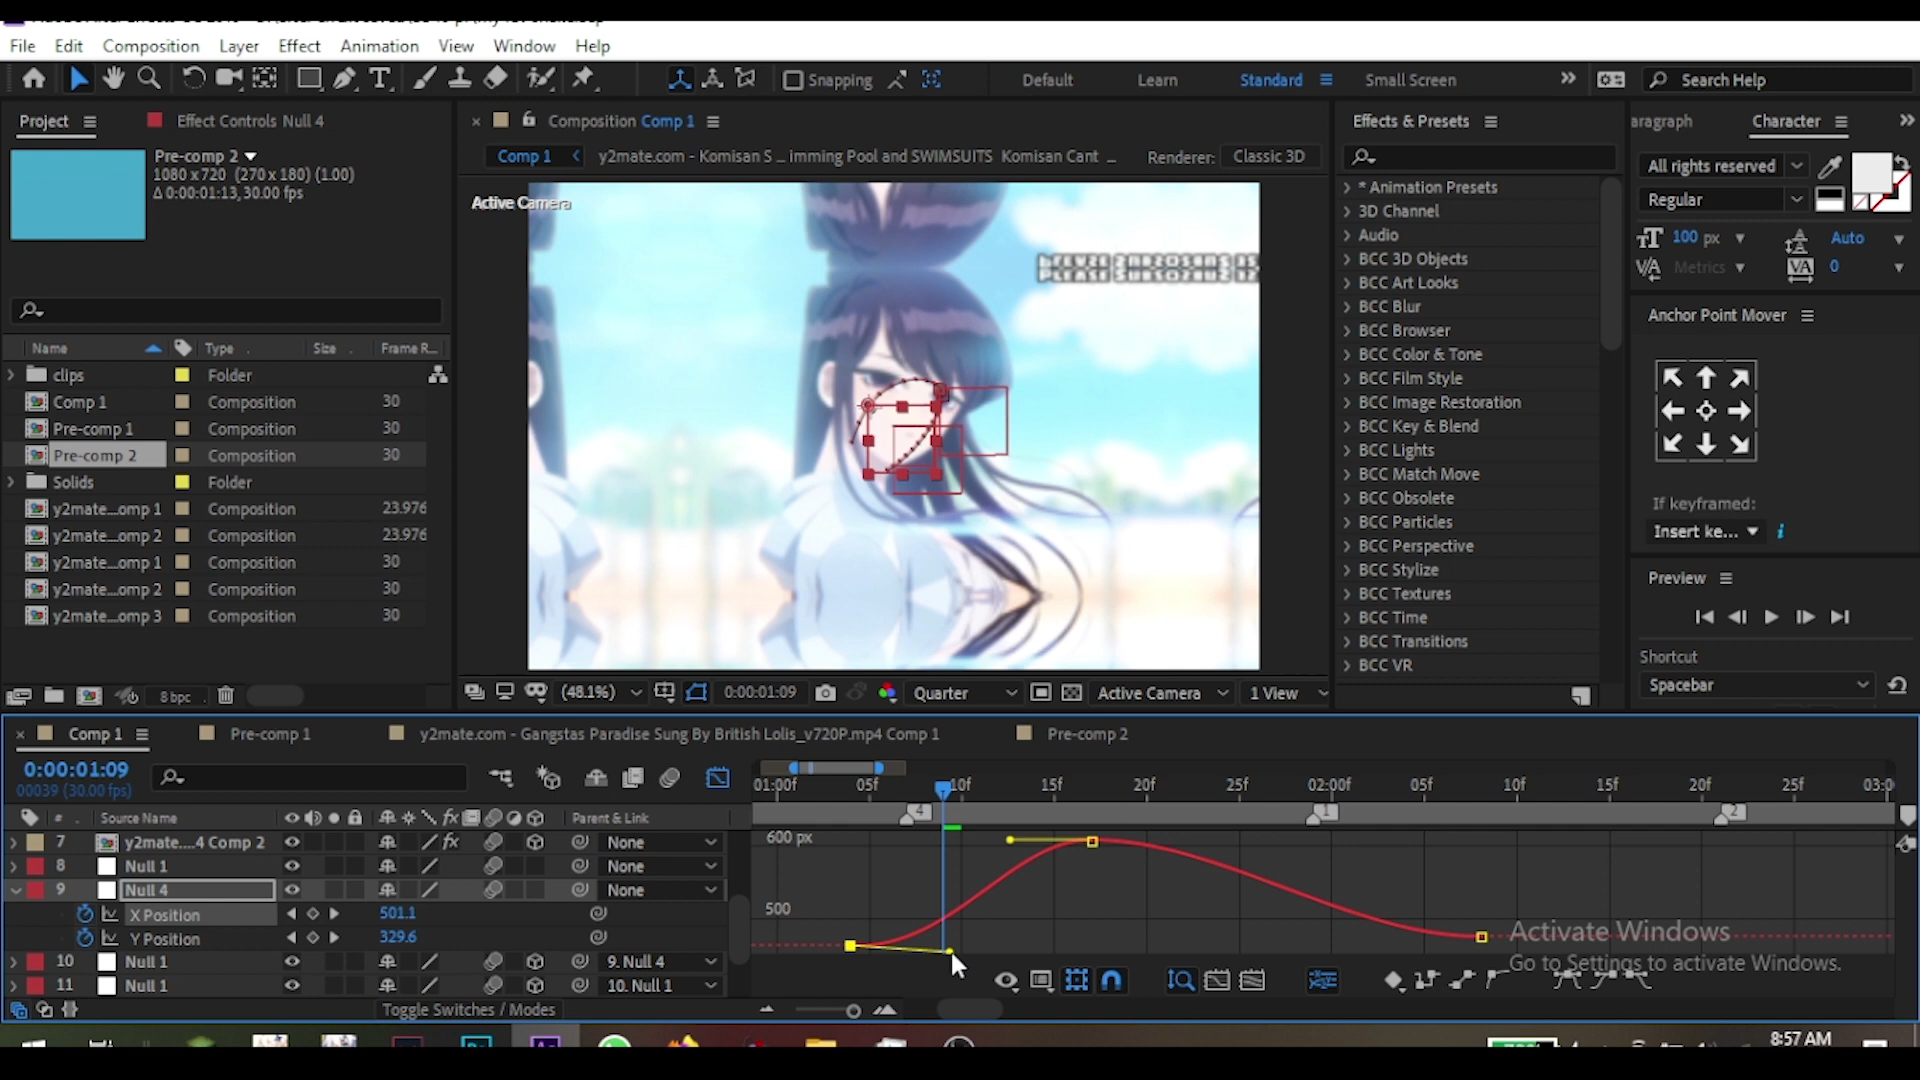 File Edit Composition Layer Effect Animation View Window Help
Snapping Default Learn Standard Small Screen Search Help
Project Effect Controls Null 4
Pre-comp 2
1080 x 720 (270 x 180) (1.00)
Δ 0:00:01:13, 30.00 fps
Name Type Size Frame R...
clips Folder
Comp 1 Composition 30
Pre-comp 1 Composition 30
Pre-comp 2 Composition 30
Solids Folder
y2mate...omp 1 Composition 23.976
y2mate...omp 2 Composition 23.976
y2mate...omp 1 Composition 30
y2mate...omp 2 Composition 30
y2mate...omp 3 Composition 30
8 bpc
Composition Comp 1
Comp 1 y2mate.com - Komisan S ... imming Pool and SWIMSUITS Komisan Cant ... Renderer: Classic 3D
Active Camera
(48.1%) 0:00:01:09 Quarter Active Camera 1 View
Effects & Presets
* Animation Presets
3D Channel
Audio
BCC 3D Objects
BCC Art Looks
BCC Blur
BCC Browser
BCC Color & Tone
BCC Film Style
BCC Image Restoration
BCC Key & Blend
BCC Lights
BCC Match Move
BCC Obsolete
BCC Particles
BCC Perspective
BCC Stylize
BCC Textures
BCC Time
BCC Transitions
BCC VR
aragraph Character
All rights reserved
Regular
100 px Auto
Metrics 0
Anchor Point Mover
If keyframed:
Insert ke...
Preview
Shortcut
Spacebar
Comp 1 Pre-comp 1 y2mate.com - Gangstas Paradise Sung By British Lolis_v720P.mp4 Comp 1 Pre-comp 2
0:00:01:09
00039 (30.00 fps)
01:00f 05f 10f 15f 20f 25f 02:00f 05f 10f 15f 20f 25f 03:0
# Source Name Parent & Link
4 1 2
7 y2mate....4 Comp 2 None
8 Null 1 None
9 Null 4 None
X Position 501.1
Y Position 329.6
10 Null 1 9. Null 4
11 Null 1 10. Null 1
Toggle Switches / Modes
600 px
500
Activate Windows
Go to Settings to activate Windows.
8:57 AM